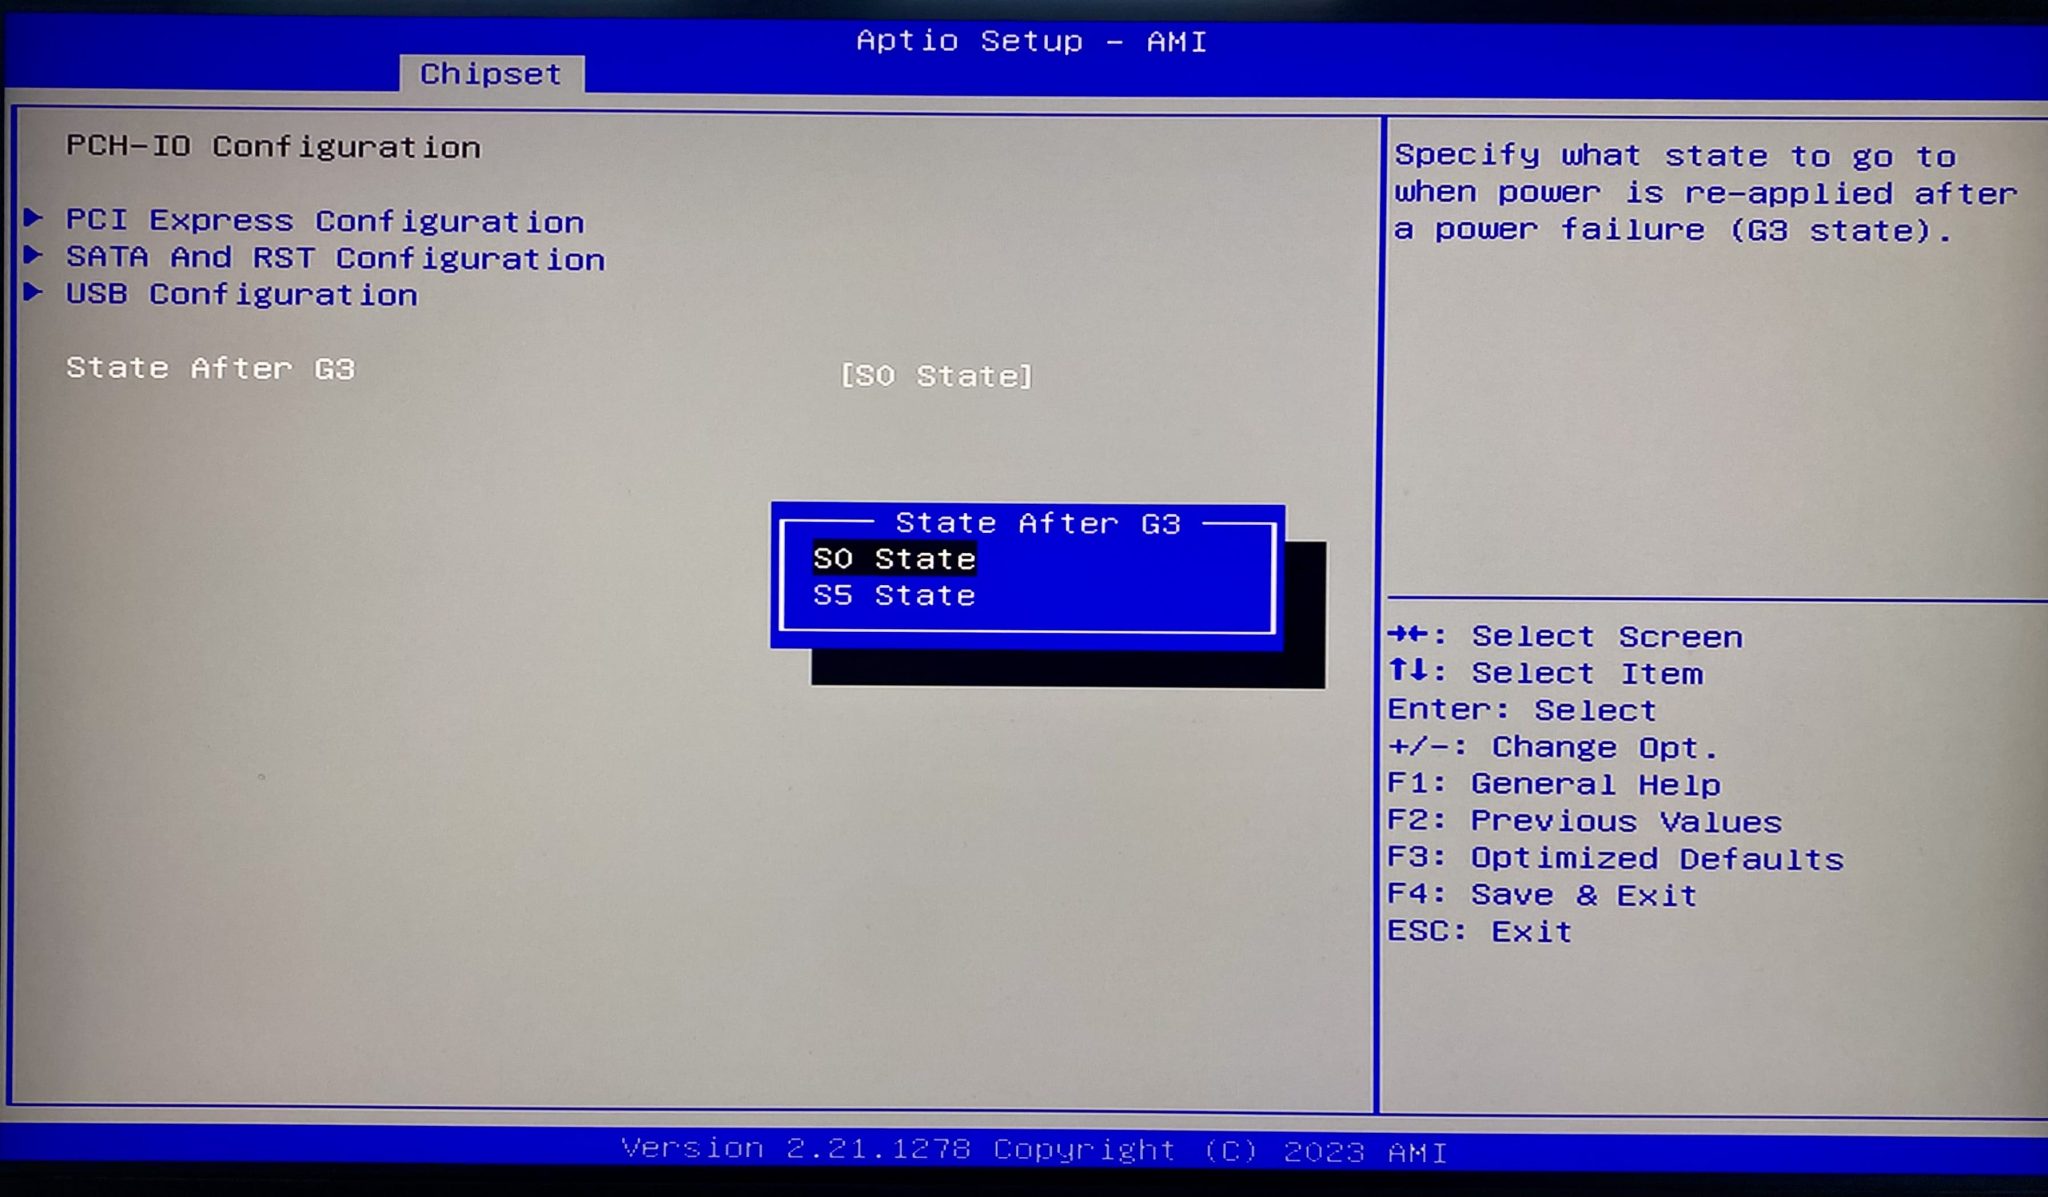 Aptio Setup – AMI
Chipset
PCH–IO Configuration
PCI Express Configuration
SATA And RST Configuration
USB Configuration
State After G3 [S0 State]
State After G3
S0 State
S5 State
Specify what state to go to
when power is re–applied after
a power failure (G3 state).
→←: Select Screen
↑↓: Select Item
Enter: Select
+/–: Change Opt.
F1: General Help
F2: Previous Values
F3: Optimized Defaults
F4: Save & Exit
ESC: Exit
Version 2.21.1278 Copyright (C) 2023 AMI